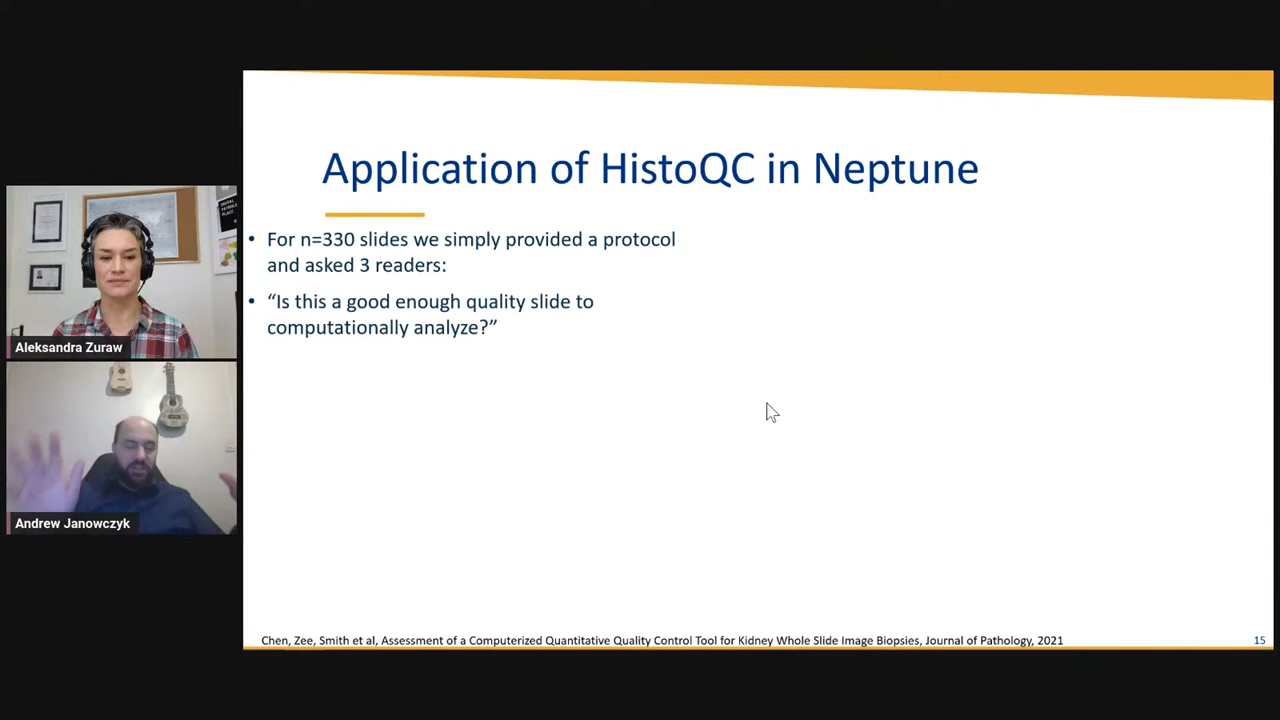 Application of HistoQC in Neptune
• For n=330 slides we simply provided a protocol
and asked 3 readers:
• “Is this a good enough quality slide to
computationally analyze?”
Aleksandra Zuraw
Andrew Janowczyk
Chen, Zee, Smith et al, Assessment of a Computerized Quantitative Quality Control Tool for Kidney Whole Slide Image Biopsies, Journal of Pathology, 2021
15